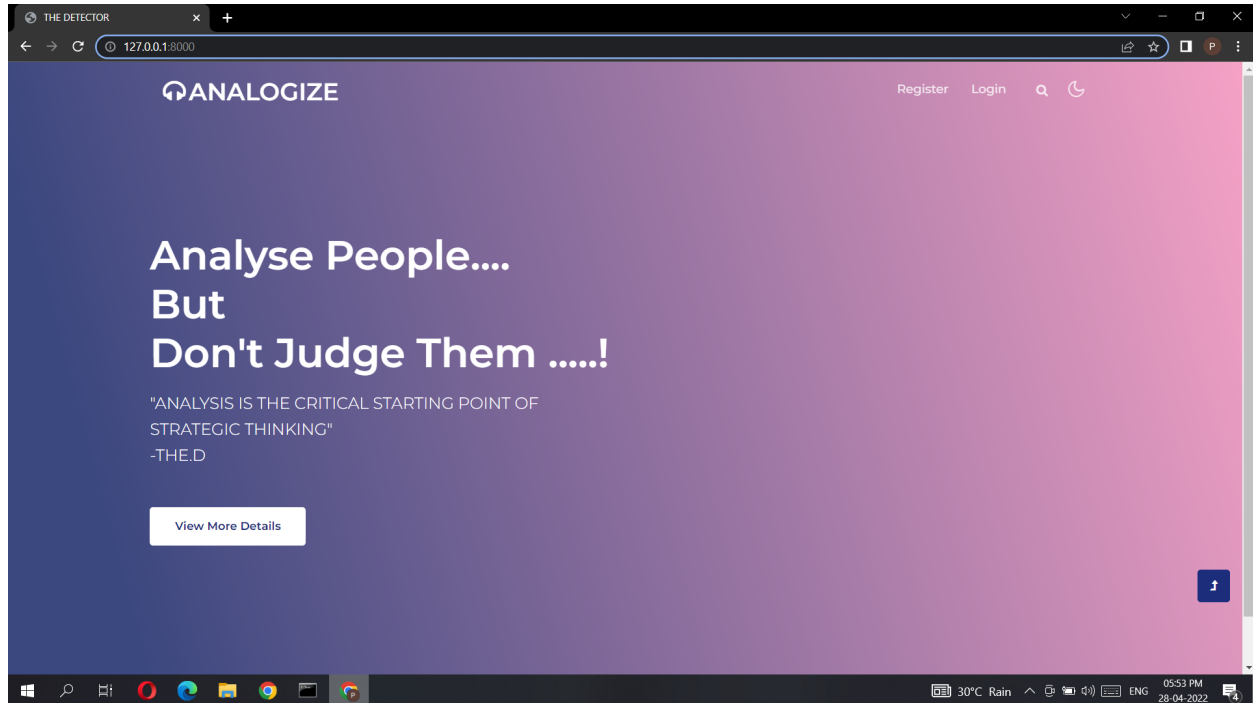 THE DETECTOR
127.0.0.1:8000
P
ANALOGIZE
Register Login
Analyse People....
But
Don't Judge Them .....!
"ANALYSIS IS THE CRITICAL STARTING POINT OF
STRATEGIC THINKING"
-THE.D
View More Details
P
30°C Rain
ENG
05:53 PM
28-04-2022
4